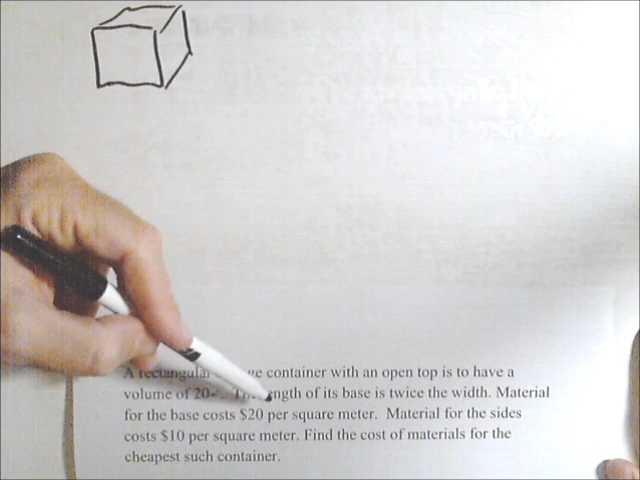 A rectangular container with an open top is to have a
volume of 20 length of its base is twice the width. Material
for the base costs $20 per square meter. Material for the sides
costs $10 per square meter. Find the cost of materials for the
cheapest such container.